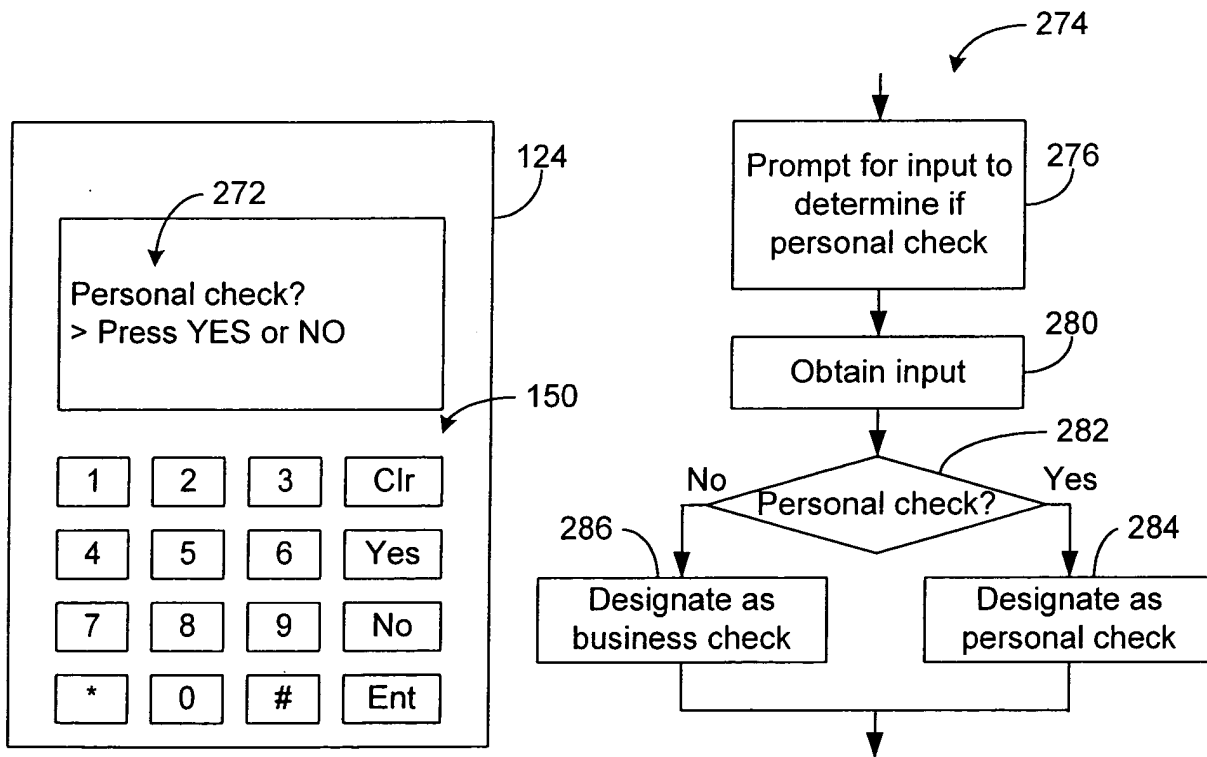 274
124
272
Personal check?
> Press YES or NO
150
1 2 3 Clr
4 5 6 Yes
7 8 9 No
* 0 # Ent
Prompt for input to
determine if
personal check
276
Obtain input
280
282
No
Personal check?
Yes
286
284
Designate as
business check
Designate as
personal check